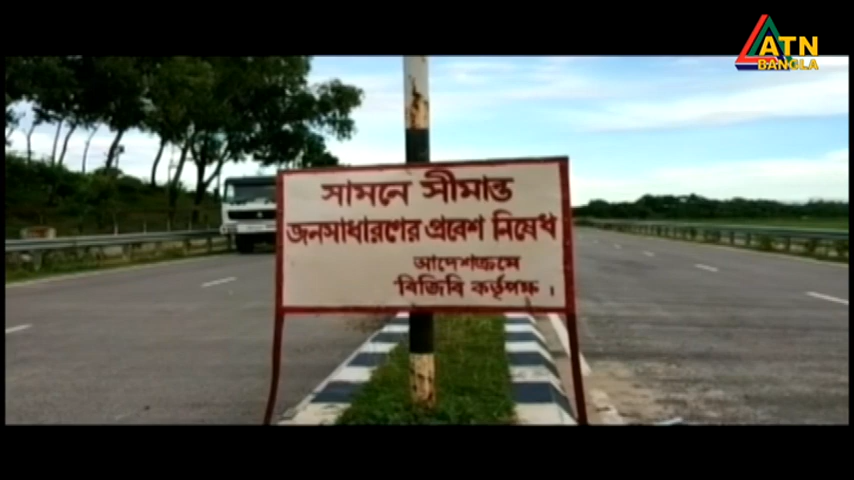 ATN
BANGLA
সামনে সীমান্ত
জনসাধারণের প্রবেশ নিষেধ
আদেশক্রমে
বিজিবি কর্তৃপক্ষ।